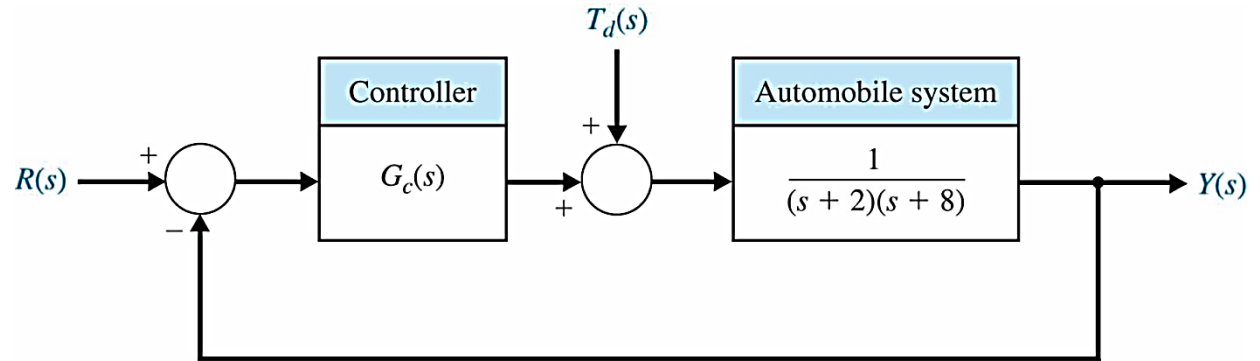 T_d(s)
Controller
Automobile system
+
+
R(s)
G_c(s)
1
(s + 2)(s + 8)
Y(s)
+
−